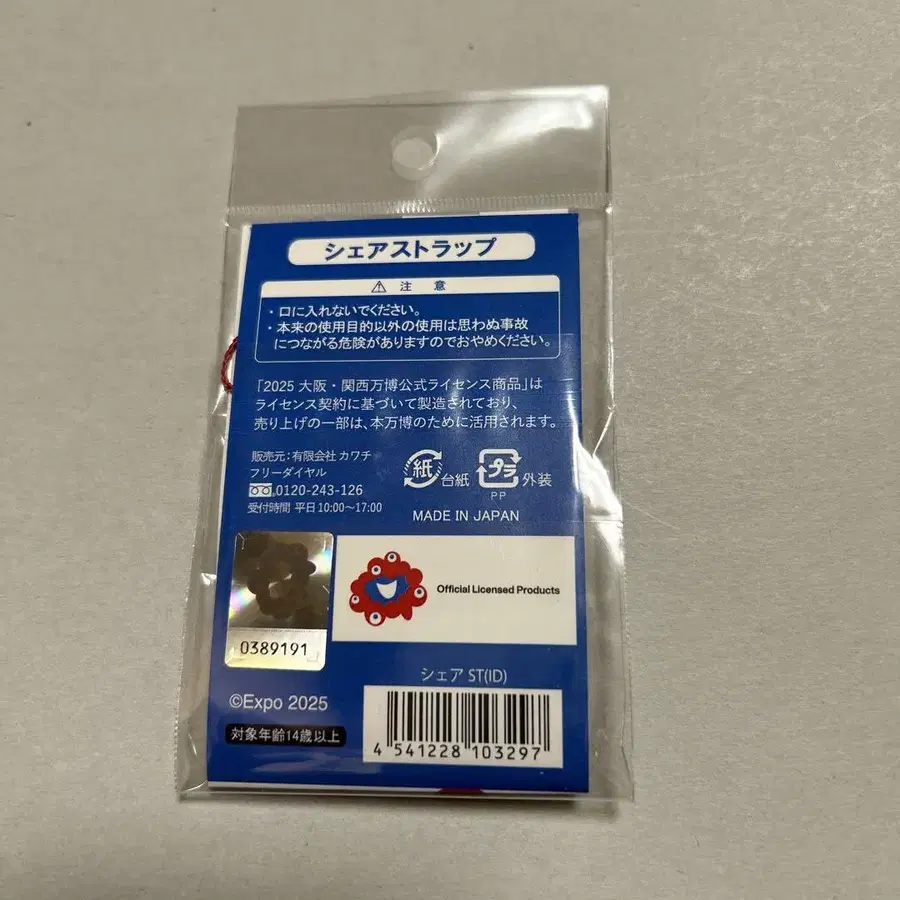 シェアストラップ
⚠ 注意
・口に入れないでください。
・本来の使用目的以外の使用は思わぬ事故
につながる危険がありますのでおやめください。
「2025 大阪・関西万博公式ライセンス商品」は
ライセンス契約に基づいて製造されており、
売り上げの一部は、本万博のために活用されます。
販売元:有限会社 カワチ
フリーダイヤル
0120-243-126
受付時間 平日10:00〜17:00
紙 台紙
プラ 外装
PP
MADE IN JAPAN
Official Licensed Products
0389191
シェア ST(ID)
©Expo 2025
対象年齢14歳以上
4 541228 103297